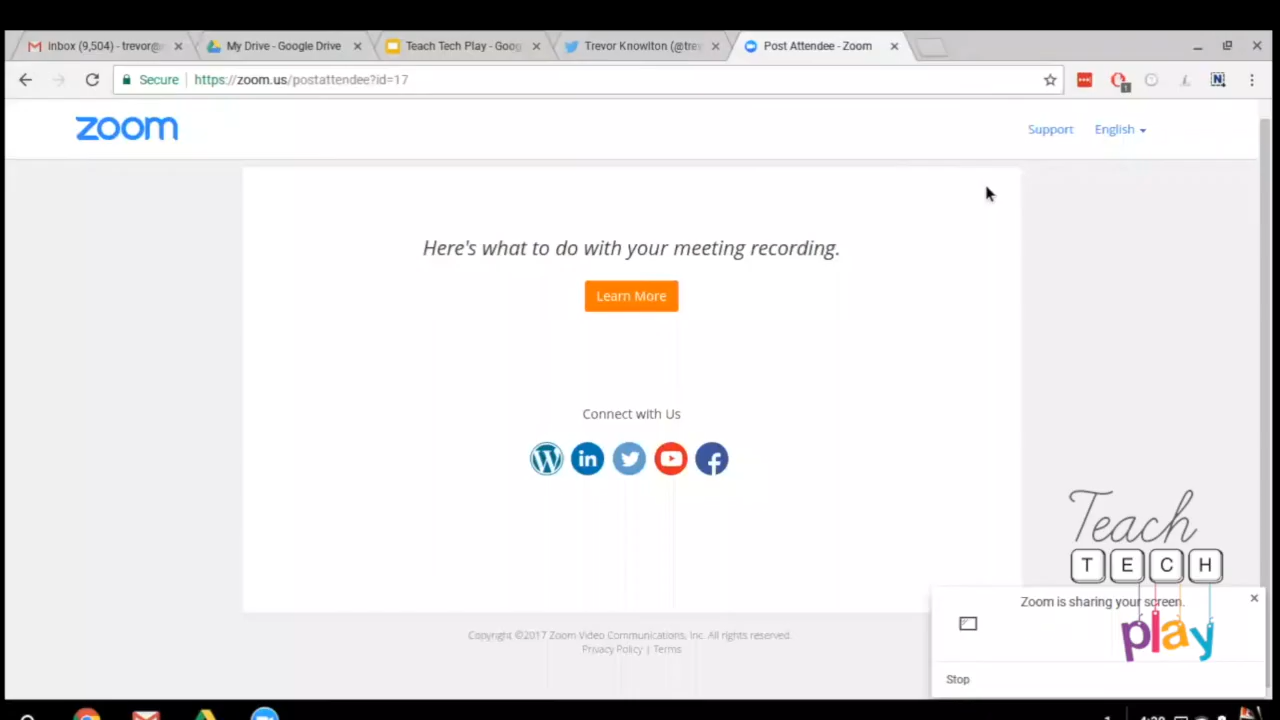 Inbox (9,504) - trevor@
My Drive - Google Drive
Teach Tech Play - Goog
Trevor Knowlton (@tre
Post Attendee - Zoom
Secure
https://zoom.us/postattendee?id=17
zoom
Support
English
Here's what to do with your meeting recording.
Learn More
Connect with Us
Teach
TECH
Zoom is sharing your screen.
play
Copyright ©2017 Zoom Video Communications, Inc. All rights reserved.
Privacy Policy | Terms
Stop